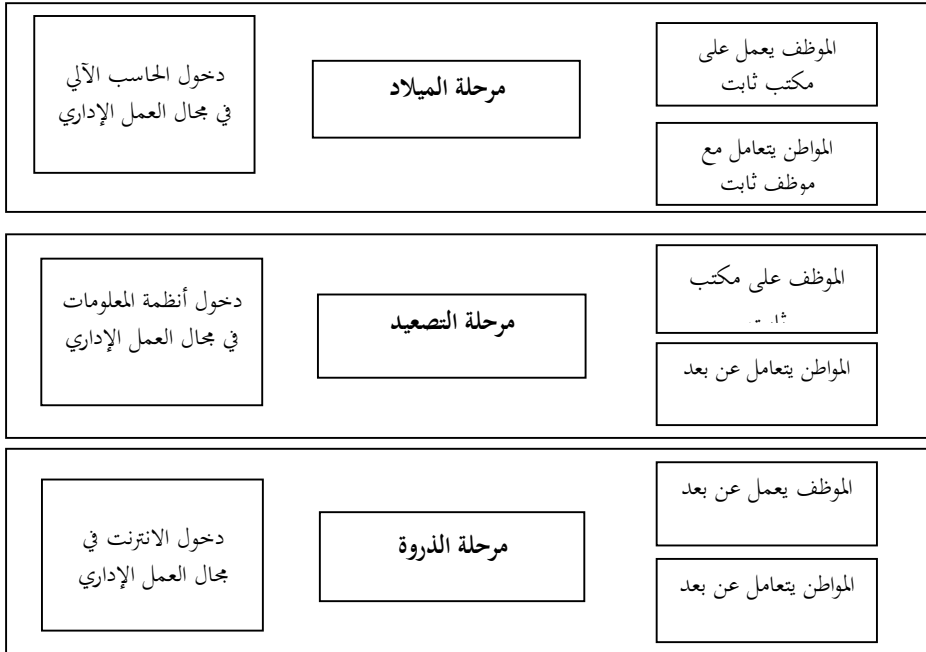 الموظف يعمل على
مكتب ثابت
المواطن يتعامل مع
موظف ثابت
مرحلة الميلاد
دخول الحاسب الآلي
في مجال العمل الإداري
الموظف على مكتب
المواطن يتعامل عن بعد
مرحلة التصعيد
دخول أنظمة المعلومات
في مجال العمل الإداري
الموظف يعمل عن بعد
المواطن يتعامل عن بعد
مرحلة الذروة
دخول الانترنت في
مجال العمل الإداري